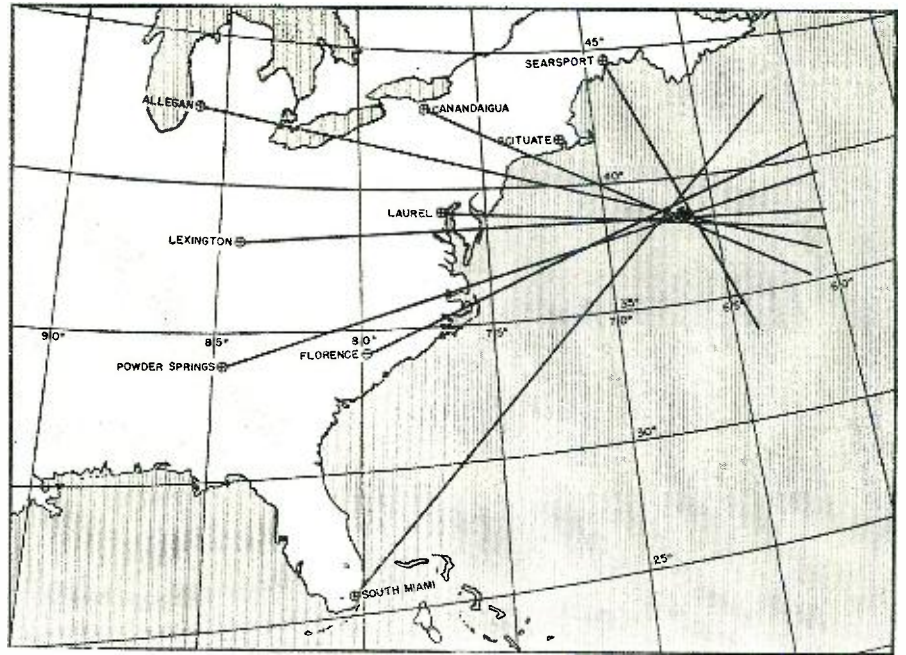 45°
SEARSPORT
ALLEGAN
CANANDAIGUA
SCITUATE
40°
LAUREL
LEXINGTON
60°
65°
35°
70°
75°
90°
85°
80°
FLORENCE
POWDER SPRINGS
30°
25°
SOUTH MIAMI